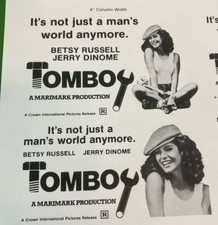 4" Column Width
It's not just a man's
world anymore.
BETSY RUSSELL
JERRY DINOME
TOMBOY
A MARIMARK PRODUCTION
A Crown International Pictures Release R
It's not just a
man's world anymore.
BETSY RUSSELL JERRY DINOME
TOMBOY
A MARIMARK PRODUCTION
A Crown International Pictures Release R